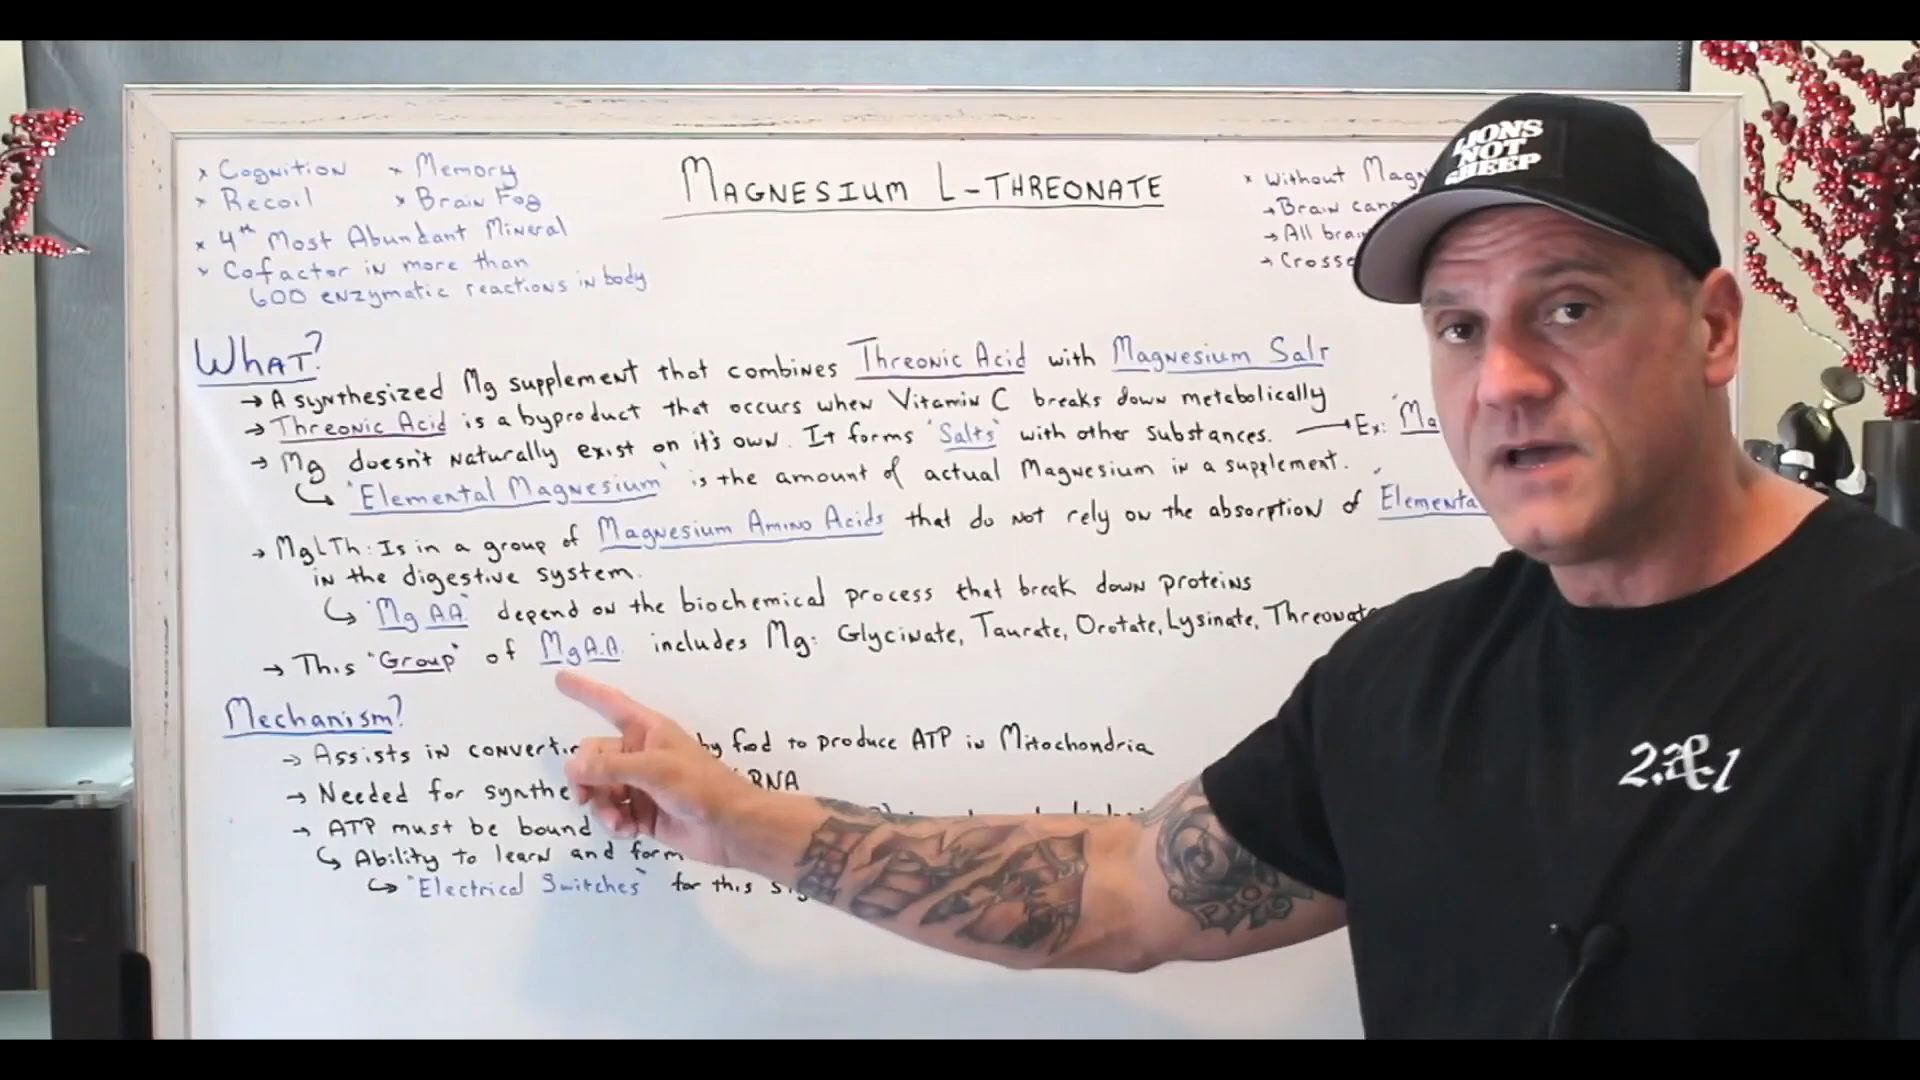 x Cognition x Memory
x Recoil x Brain Fog
x 4th Most Abundant Mineral
x Cofactor in more than
600 enzymatic reactions in body
MAGNESIUM L-THREONATE
x Without Magn
→ Brain can
→ All brain
→ Crosse
LIONS
NOT
SHEEP
What?
→ A synthesized Mg supplement that combines Threonic Acid with Magnesium Salt
→ Threonic Acid is a byproduct that occurs when Vitamin C breaks down metabolically
→ Mg doesn't naturally exist on it's own. It forms "Salts" with other substances. → Ex: "Ma
↳ "Elemental Magnesium" is the amount of actual Magnesium in a supplement.
→ MgLTh: Is in a group of Magnesium Amino Acids that do not rely on the absorption of "Elementa
in the digestive system.
↳ "Mg AA" depend on the biochemical process that break down proteins
→ This "Group" of MgA.A. includes Mg: Glycinate, Taurate, Orotate, Lysinate, Threonate
Mechanism?
→ Assists in convertin by food to produce ATP in Mitochondria
→ Needed for synthe RNA
→ ATP must be bound
↳ Ability to learn and form
↳ "Electrical Switches" for this sig
PRO